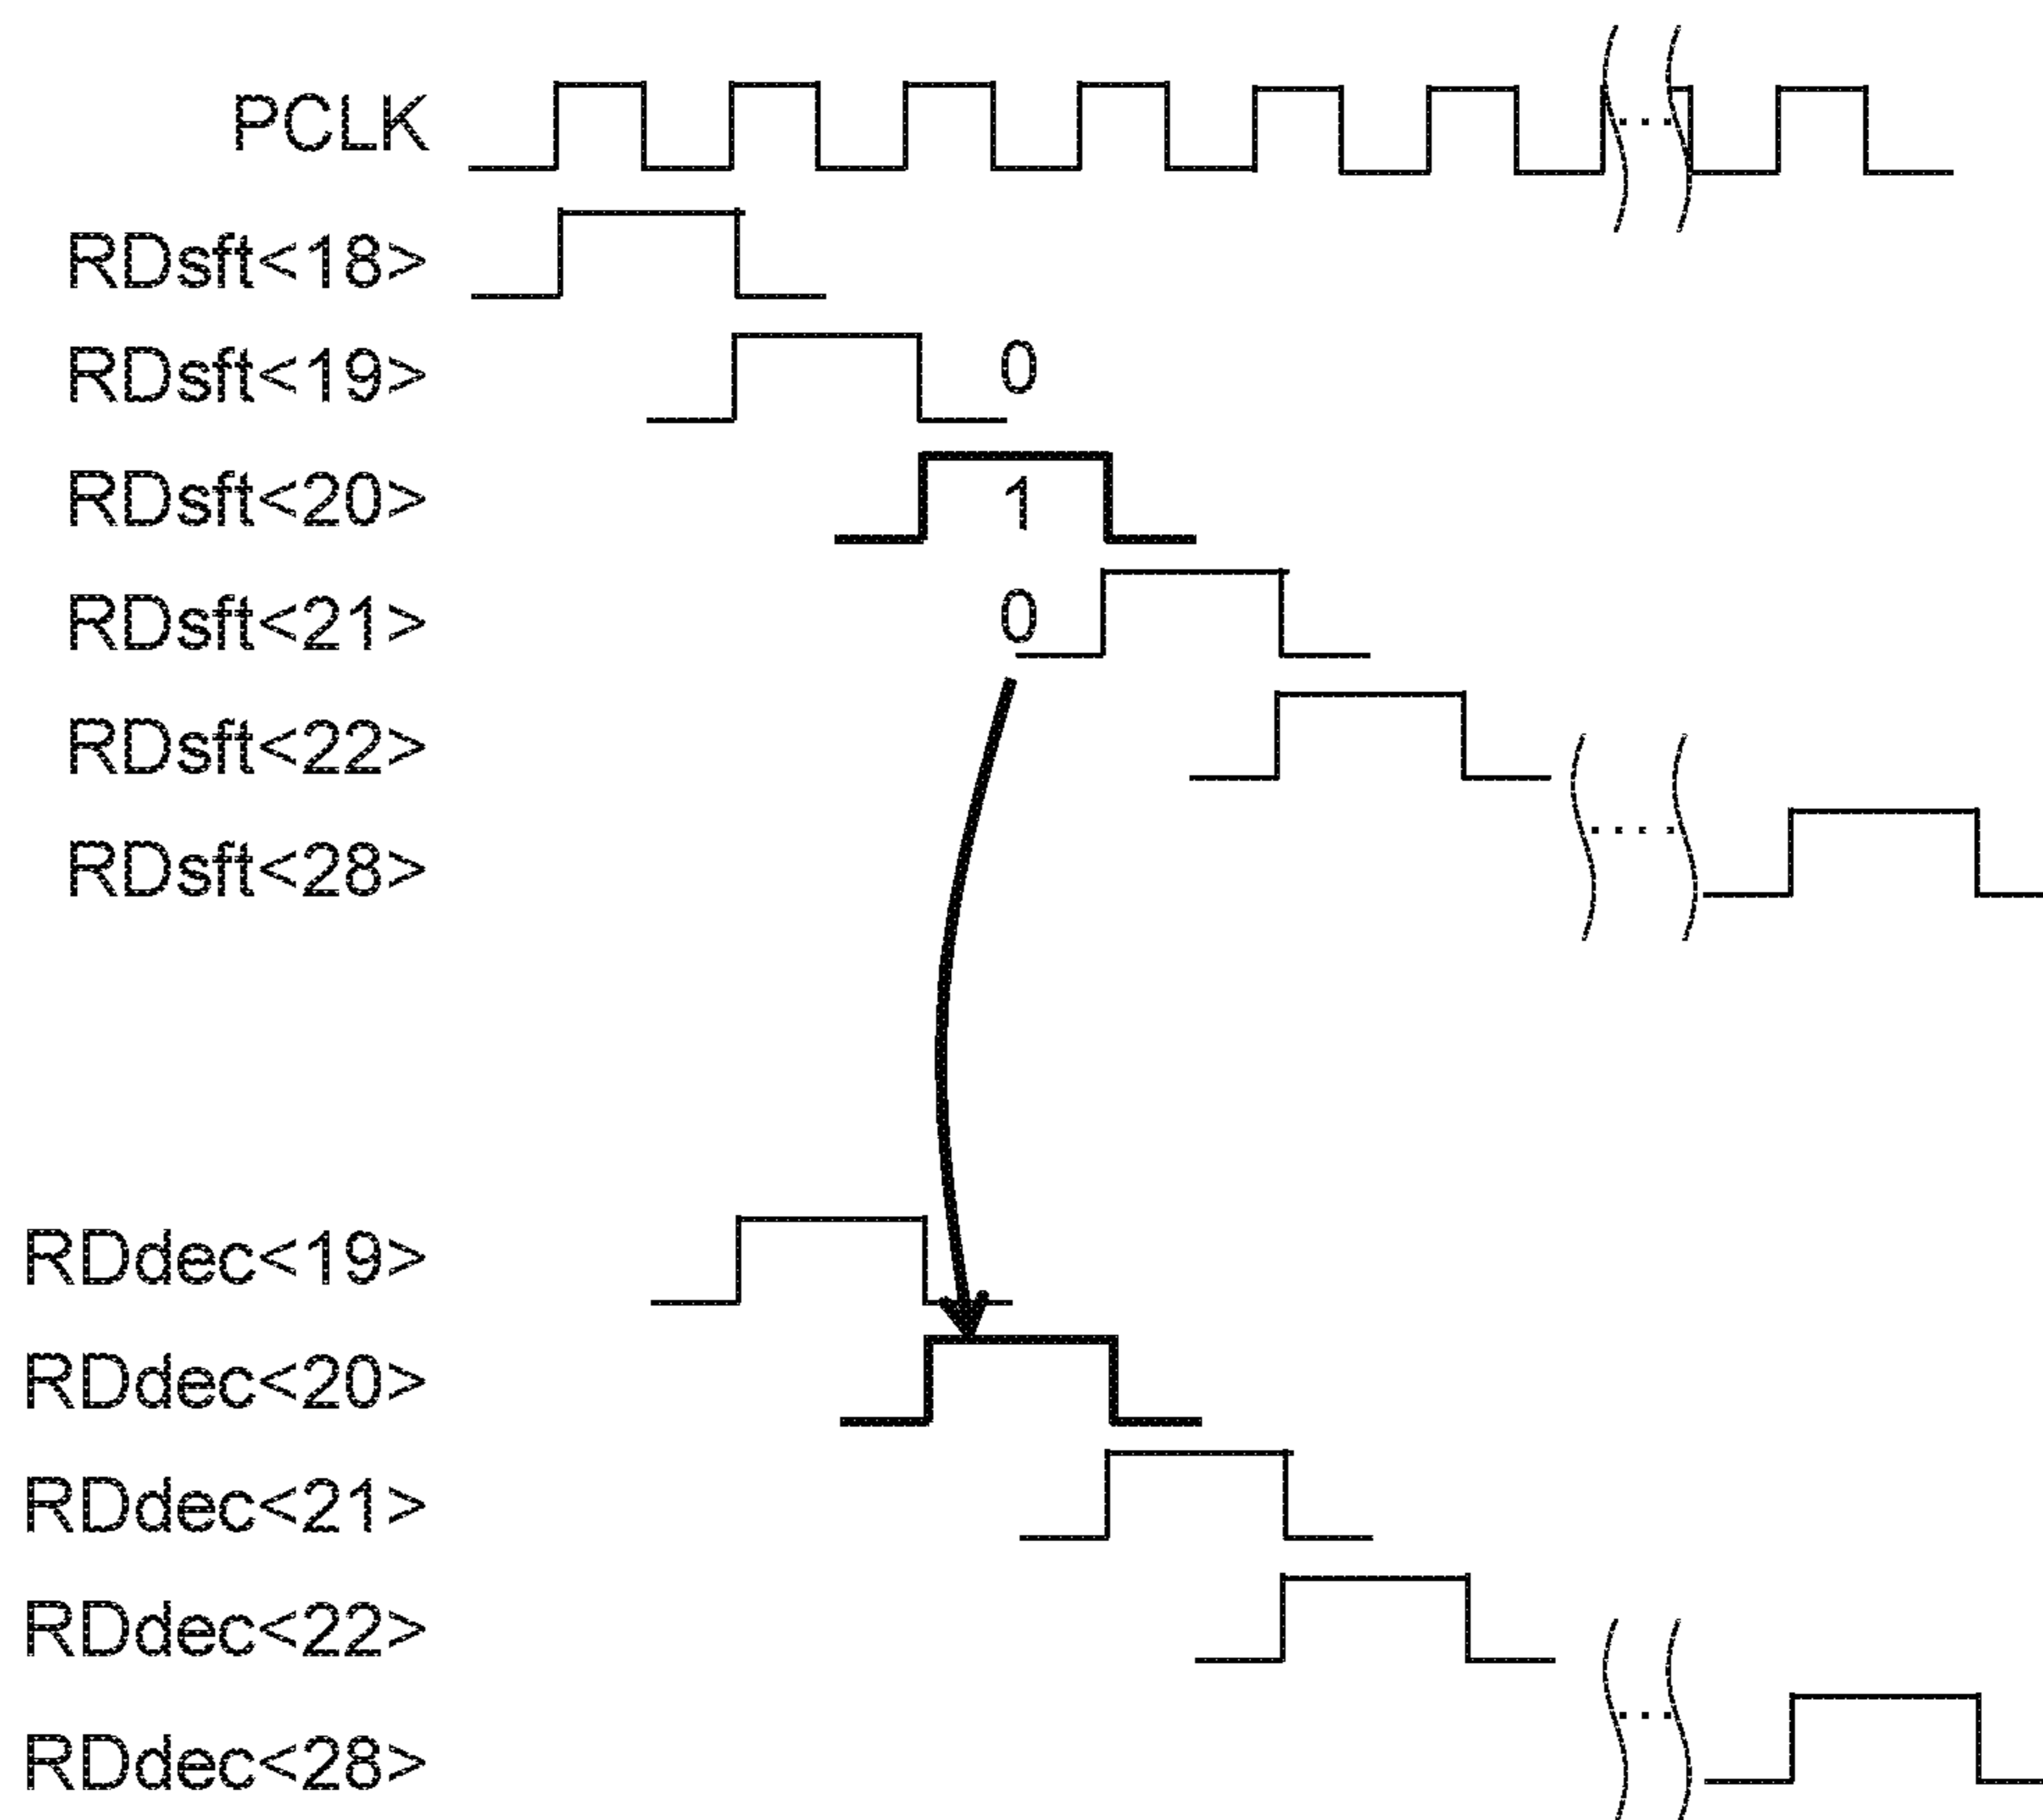 PCLK ...
RDsft<18>
RDsft<19> 0
RDsft<20> 1
RDsft<21> 0
RDsft<22>
RDsft<28> ....
RDdec<19>
RDdec<20>
RDdec<21>
RDdec<22>
RDdec<28> ...